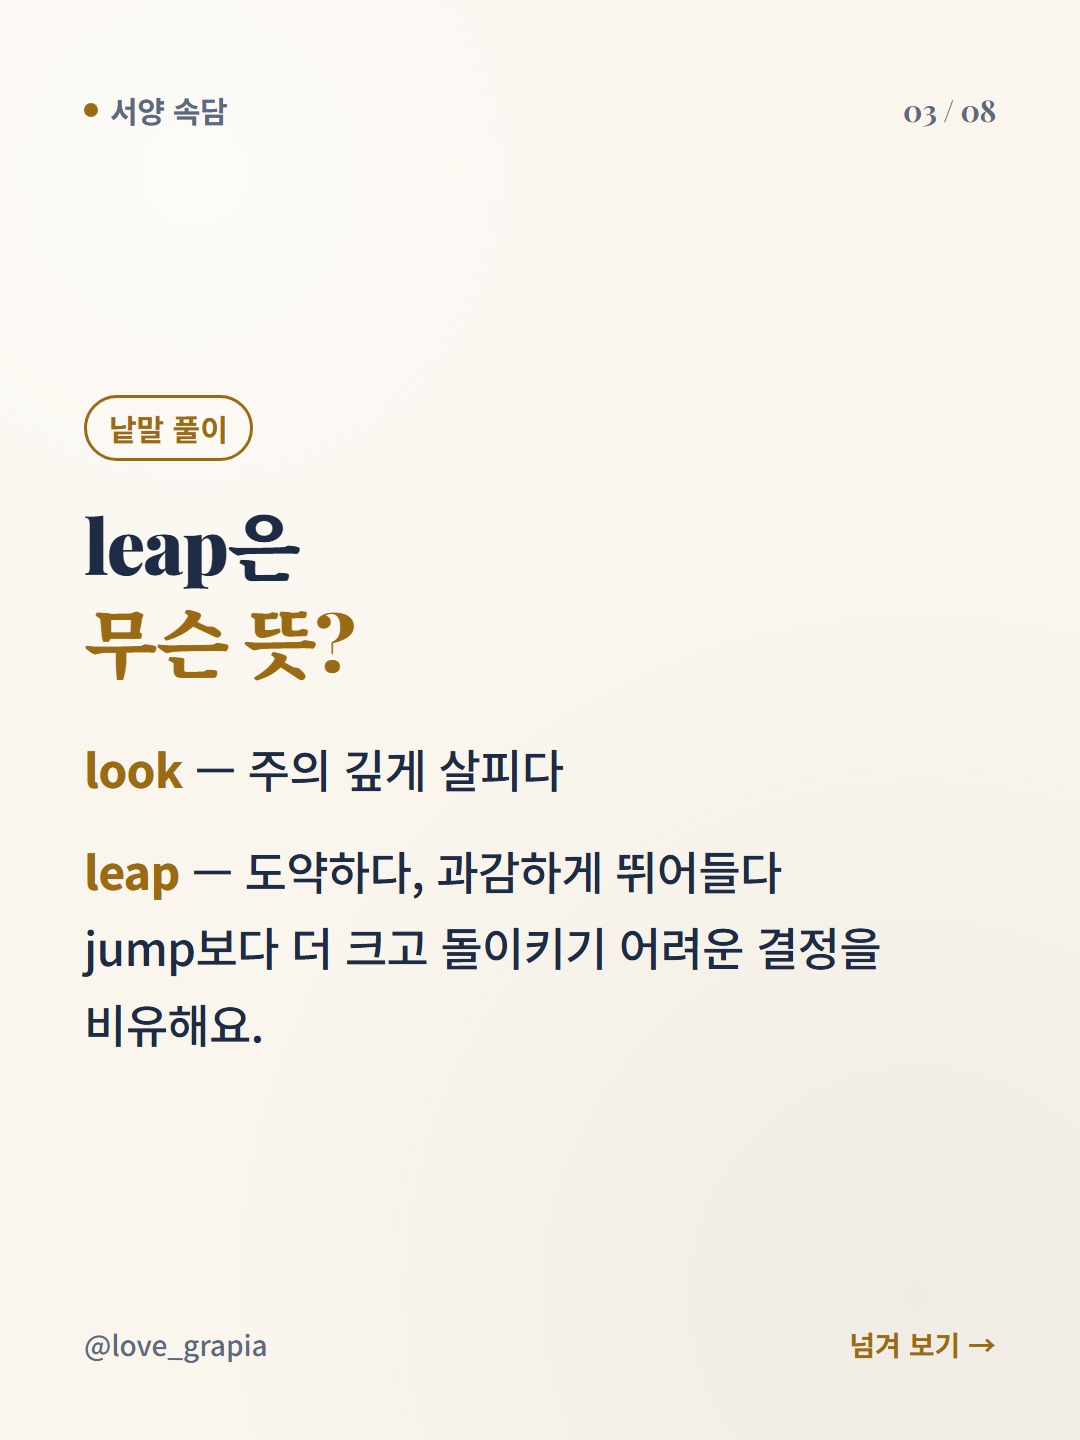 서양 속담
03 / 08
낱말 풀이
leap은
무슨 뜻?
look — 주의 깊게 살피다
leap — 도약하다, 과감하게 뛰어들다
jump보다 더 크고 돌이키기 어려운 결정을
비유해요.
@love_grapia
넘겨 보기 →